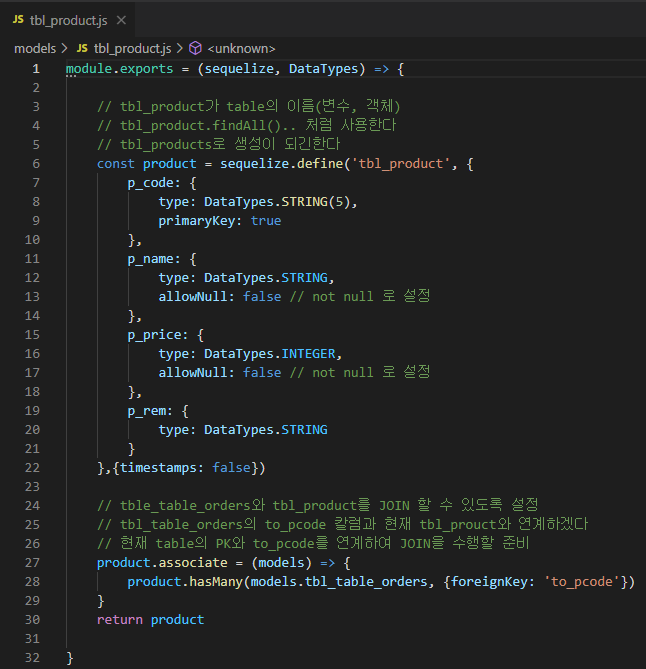 JS tbl_product.js ×
models > JS tbl_product.js > <unknown>
1 module.exports = (sequelize, DataTypes) => {
2
3 // tbl_product가 table의 이름(변수, 객체)
4 // tbl_product.findAll().. 처럼 사용한다
5 // tbl_products로 생성이 되긴한다
6 const product = sequelize.define('tbl_product', {
7 p_code: {
8 type: DataTypes.STRING(5),
9 primaryKey: true
10 },
11 p_name: {
12 type: DataTypes.STRING,
13 allowNull: false // not null 로 설정
14 },
15 p_price: {
16 type: DataTypes.INTEGER,
17 allowNull: false // not null 로 설정
18 },
19 p_rem: {
20 type: DataTypes.STRING
21 }
22 },{timestamps: false})
23
24 // tble_table_orders와 tbl_product를 JOIN 할 수 있도록 설정
25 // tbl_table_orders의 to_pcode 칼럼과 현재 tbl_prouct와 연계하겠다
26 // 현재 table의 PK와 to_pcode를 연계하여 JOIN을 수행할 준비
27 product.associate = (models) => {
28 product.hasMany(models.tbl_table_orders, {foreignKey: 'to_pcode'})
29 }
30 return product
31
32 }